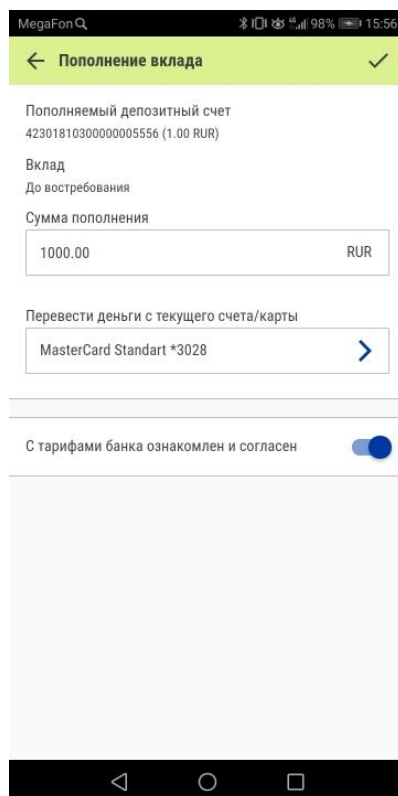 MegaFon 98% 15:56
Пополнение вклада
Пополняемый депозитный счет
42301810300000005556 (1.00 RUR)
Вклад
До востребования
Сумма пополнения
1000.00 RUR
Перевести деньги с текущего счета/карты
MasterCard Standart *3028
С тарифами банка ознакомлен и согласен